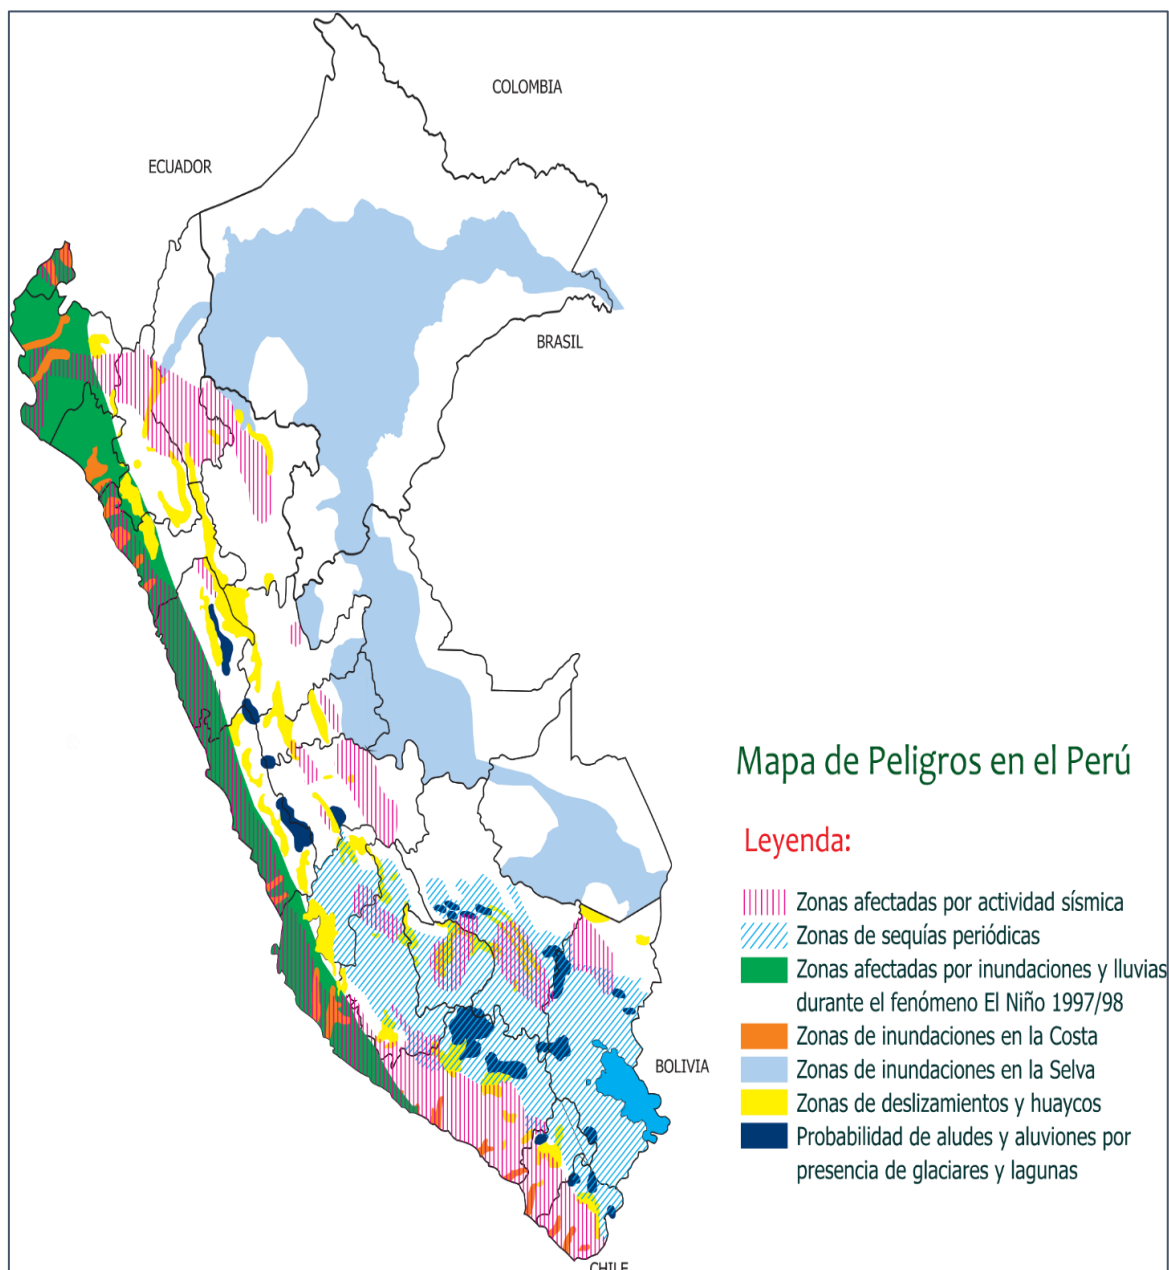 COLOMBIA
ECUADOR
BRASIL
Mapa de Peligros en el Perú
Leyenda:
Zonas afectadas por actividad sísmica
Zonas de sequías periódicas
Zonas afectadas por inundaciones y lluvias
durante el fenómeno El Niño 1997/98
Zonas de inundaciones en la Costa
BOLIVIA
Zonas de inundaciones en la Selva
Zonas de deslizamientos y huaycos
Probabilidad de aludes y aluviones por
presencia de glaciares y lagunas
CHILE